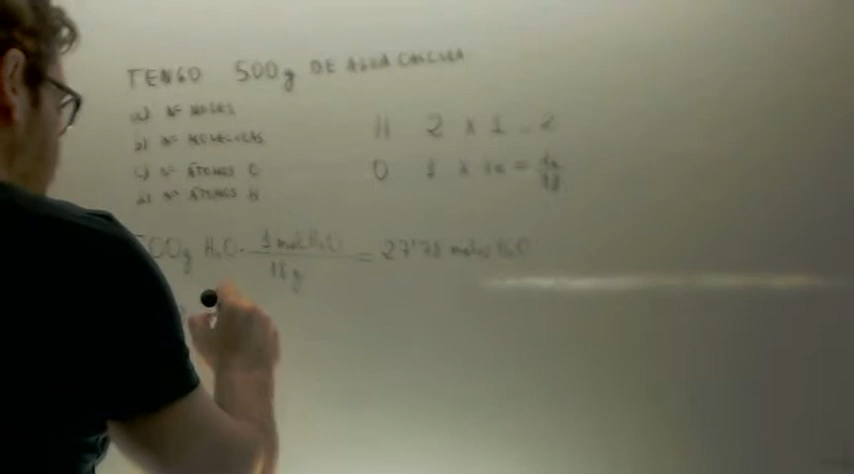 TENGO 500g DE AGUA CALCULA
a) Nº MOLES
b) Nº MOLECULAS
c) Nº ÁTOMOS O
d) Nº ÁTOMOS H
H 2 x 1 = 2
O 1 x 16 = 16
18
500g H₂O · 1 mol H₂O / 18 g = 27'78 moles H₂O